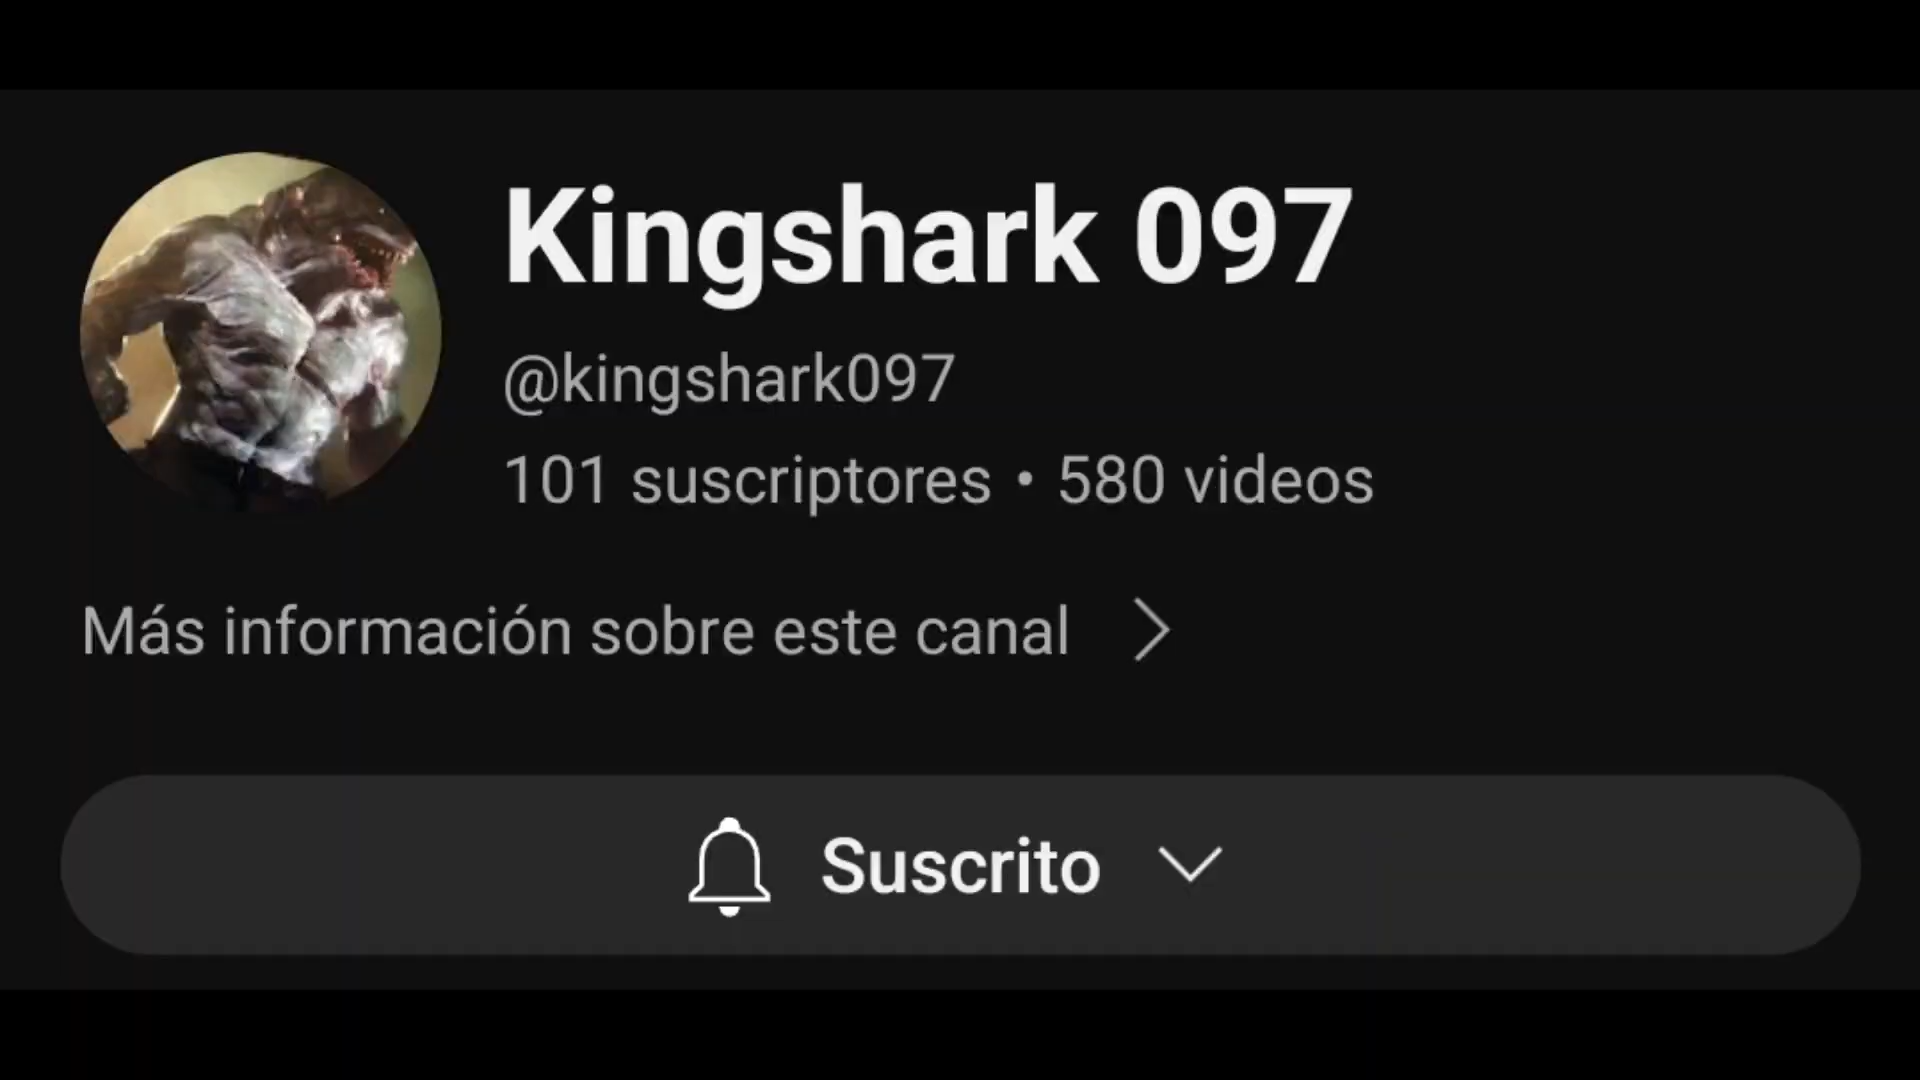 Kingshark 097
@kingshark097
101 suscriptores • 580 videos
Más información sobre este canal
Suscrito